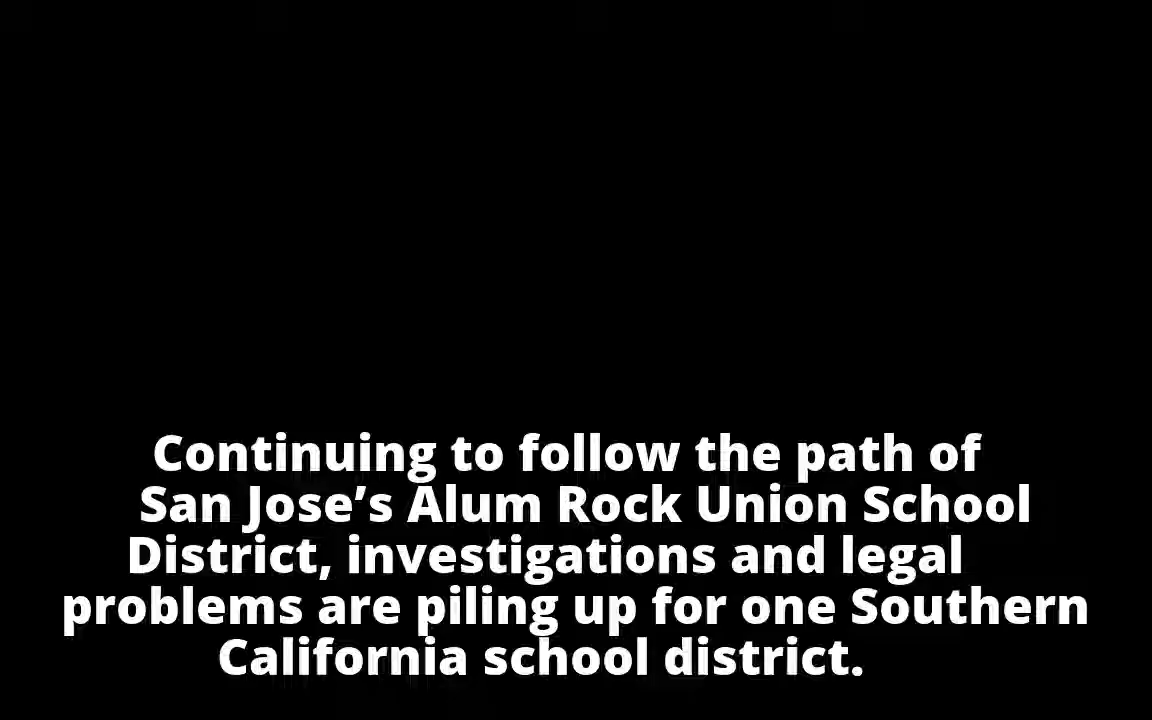 Continuing to follow the path of
San Jose’s Alum Rock Union School
District, investigations and legal
problems are piling up for one Southern
California school district.